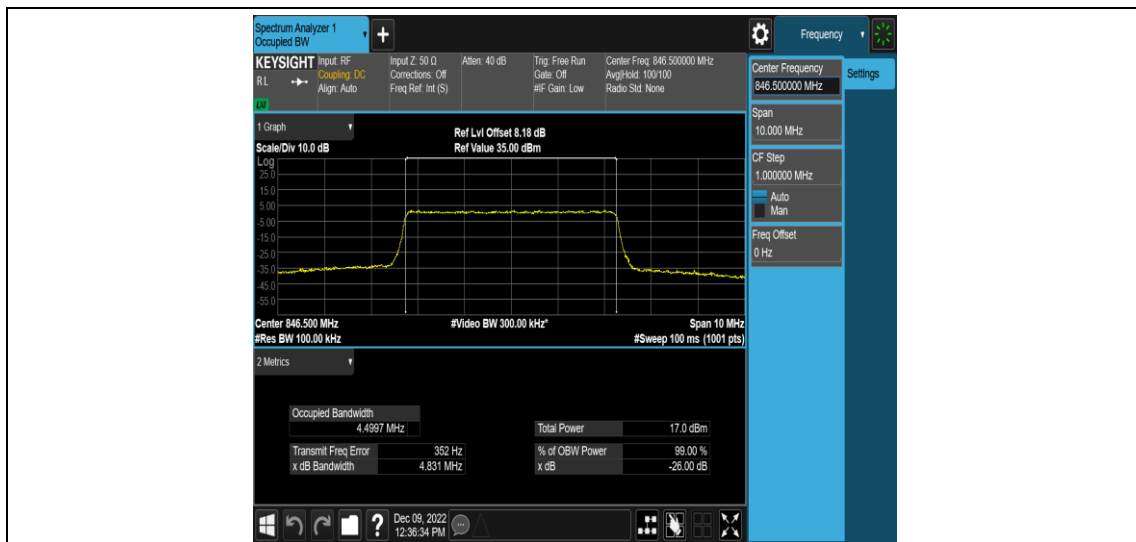 Spectrum Analyzer 1
Occupied BW
+
Frequency
KEYSIGHT
R L
LXI
Input: RF
Coupling: DC
Align: Auto
Input Z: 50 Ω
Corrections: Off
Freq Ref: Int (S)
Atten: 40 dB
Trig: Free Run
Gate: Off
#IF Gain: Low
Center Freq: 846.500000 MHz
Avg|Hold: 100/100
Radio Std: None
Center Frequency
846.500000 MHz
Settings
Span
10.000 MHz
CF Step
1.000000 MHz
Auto
Man
Freq Offset
0 Hz
1 Graph
Scale/Div 10.0 dB
Ref Lvl Offset 8.18 dB
Ref Value 35.00 dBm
Log
25.0
15.0
5.00
-5.00
-15.0
-25.0
-35.0
-45.0
-55.0
Center 846.500 MHz
#Res BW 100.00 kHz
#Video BW 300.00 kHz*
Span 10 MHz
#Sweep 100 ms (1001 pts)
2 Metrics
Occupied Bandwidth
4.4997 MHz
Total Power 17.0 dBm
Transmit Freq Error 352 Hz
% of OBW Power 99.00 %
x dB Bandwidth 4.831 MHz
x dB -26.00 dB
?
Dec 09, 2022
12:36:34 PM